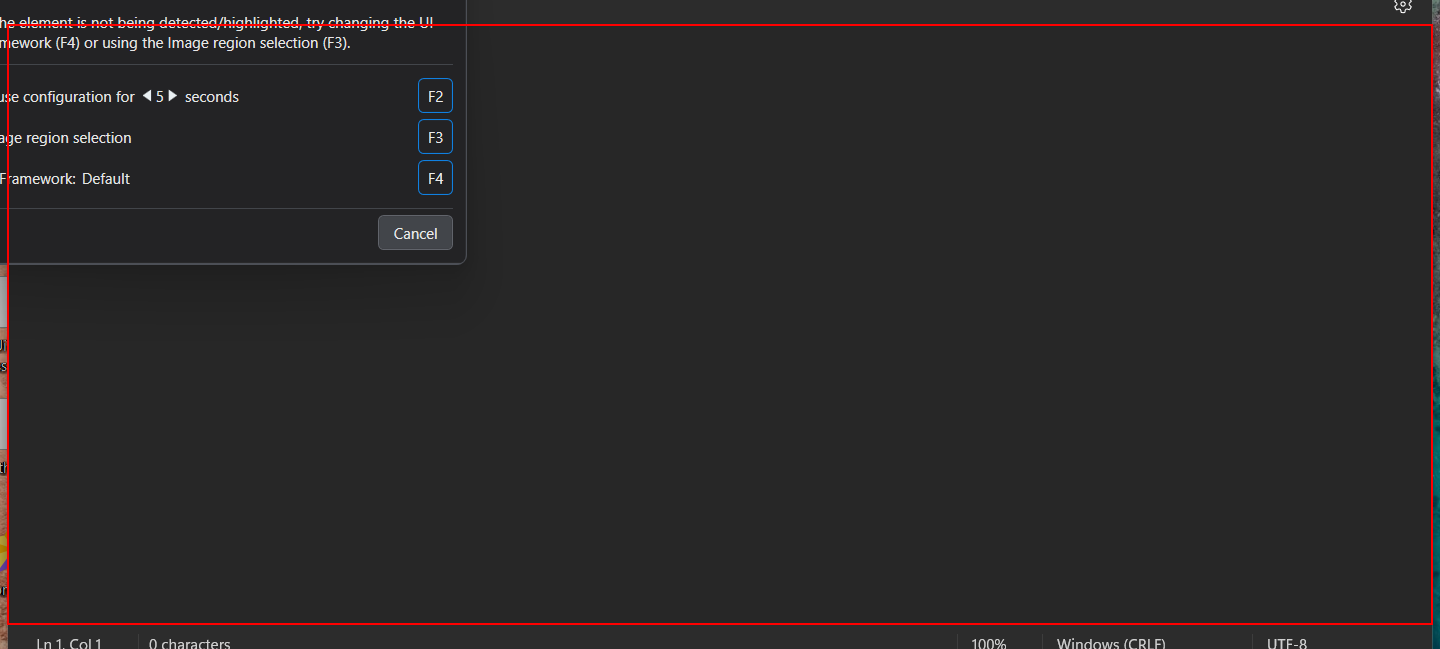 he element is not being detected/highlighted, try changing the UI
mework (F4) or using the Image region selection (F3).
use configuration for 5 seconds F2
age region selection F3
Framework: Default F4
Cancel
Ln 1, Col 1 0 characters 100% Windows (CRLF) UTF-8